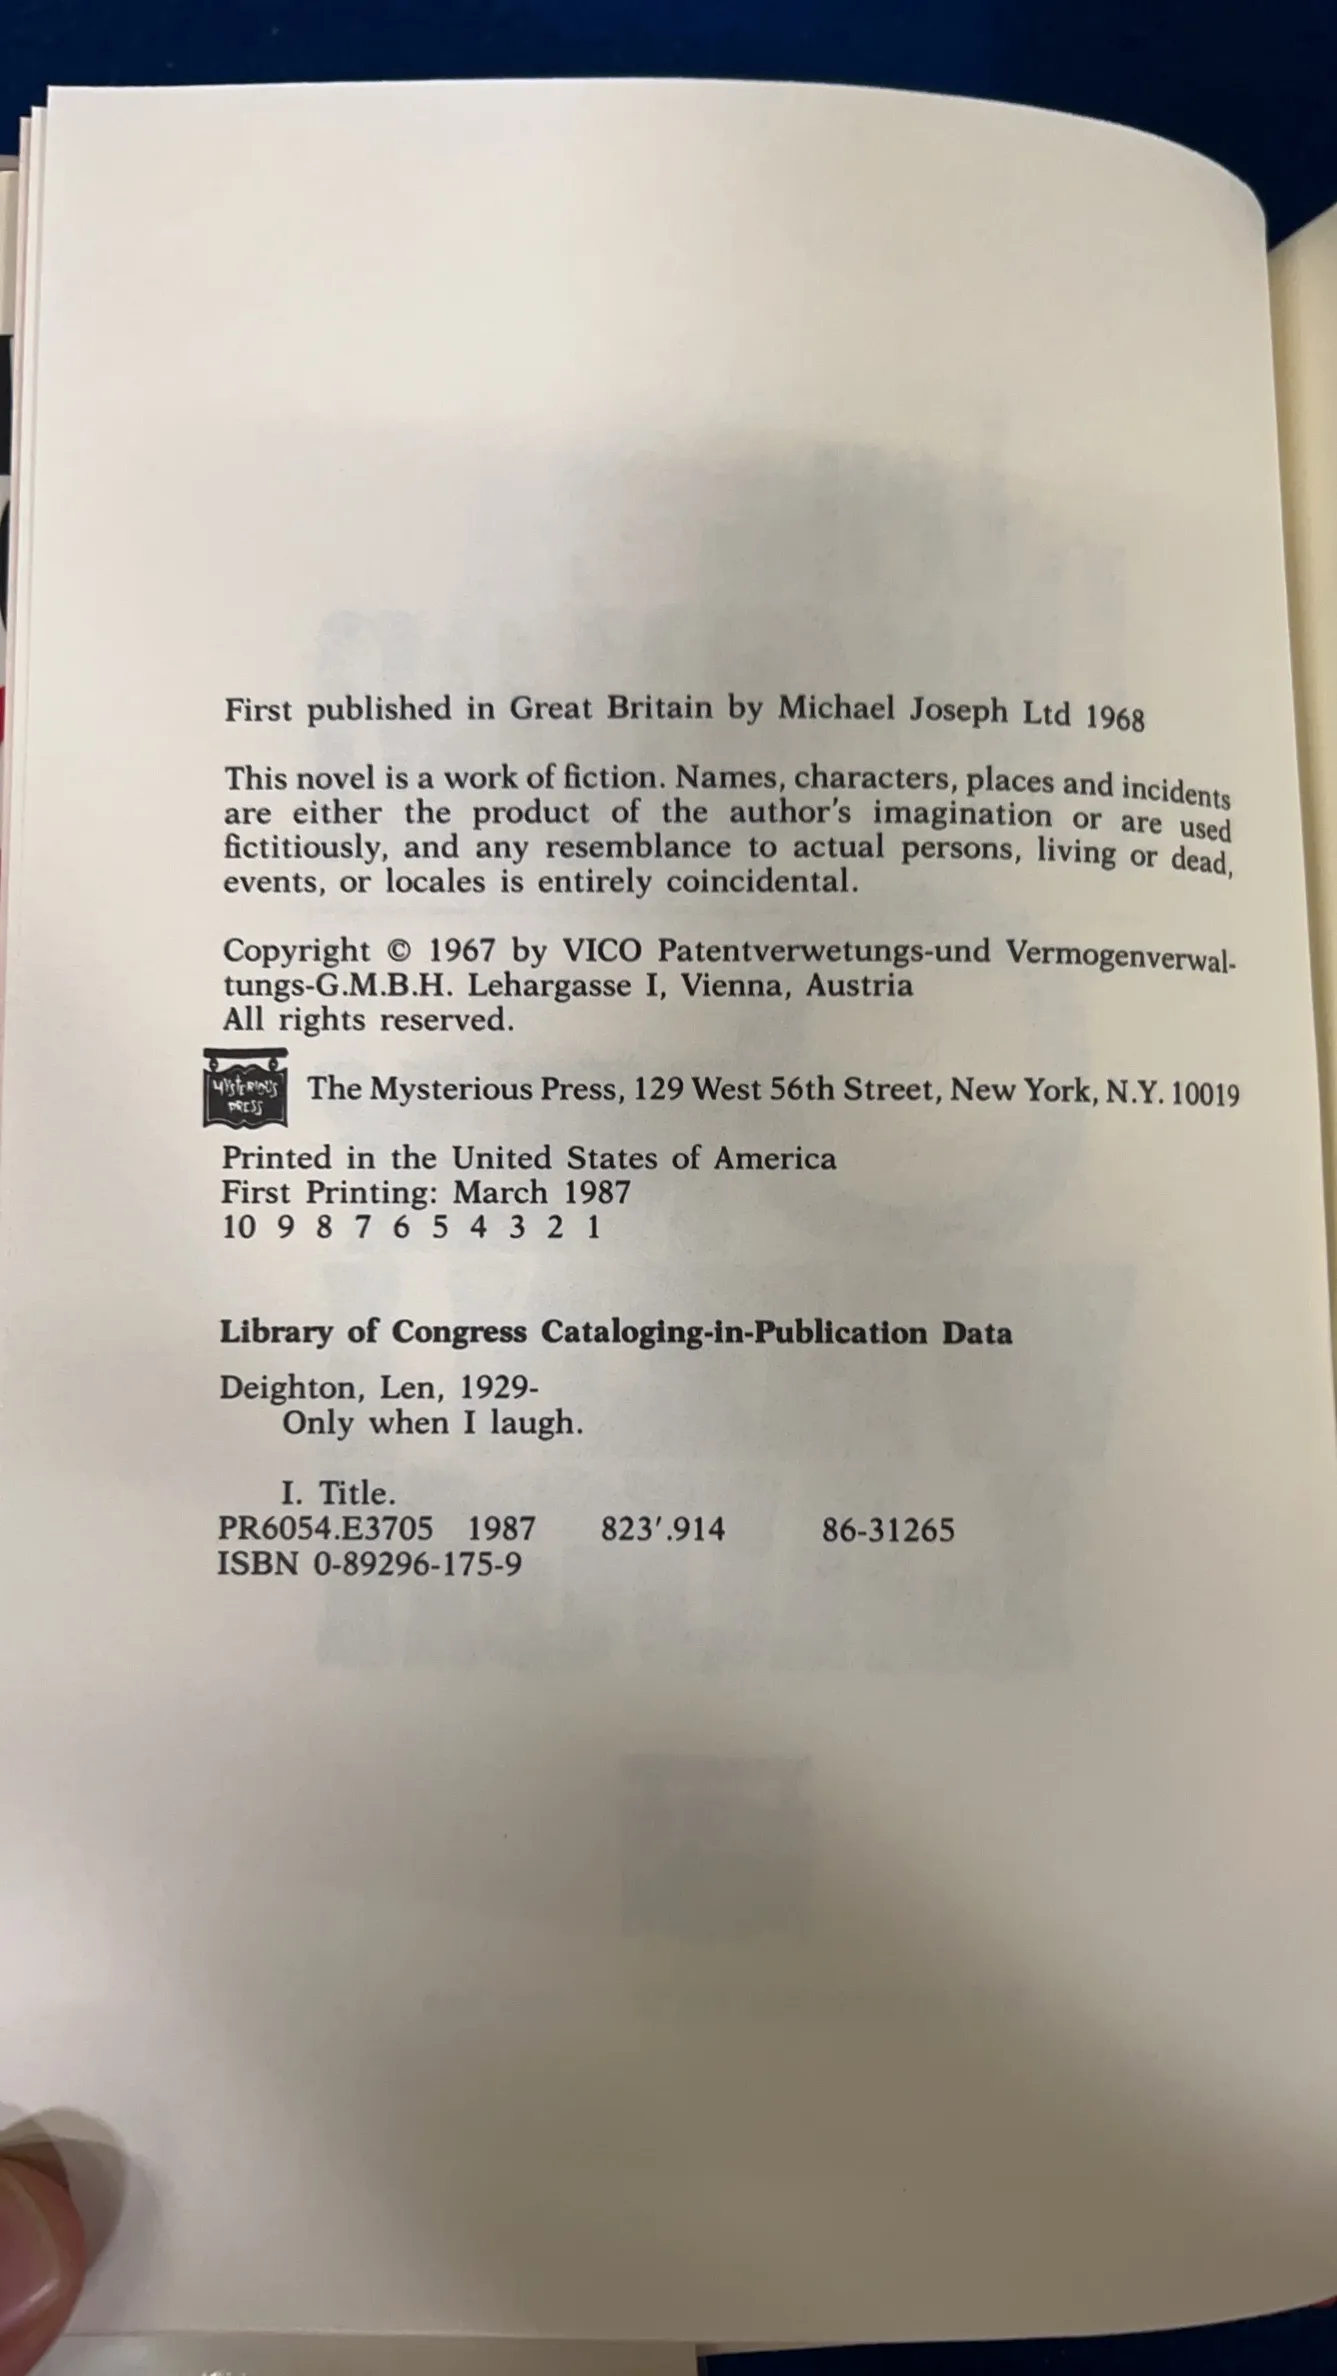 First published in Great Britain by Michael Joseph Ltd 1968
This novel is a work of fiction. Names, characters, places and incidents
are either the product of the author's imagination or are used
fictitiously, and any resemblance to actual persons, living or dead,
events, or locales is entirely coincidental.
Copyright © 1967 by VICO Patentverwetungs-und Vermogenverwal-
tungs-G.M.B.H. Lehargasse I, Vienna, Austria
All rights reserved.
MYSTERIOUS
PRESS
The Mysterious Press, 129 West 56th Street, New York, N.Y. 10019
Printed in the United States of America
First Printing: March 1987
10 9 8 7 6 5 4 3 2 1
Library of Congress Cataloging-in-Publication Data
Deighton, Len, 1929-
Only when I laugh.
I. Title.
PR6054.E3705 1987 823'.914 86-31265
ISBN 0-89296-175-9